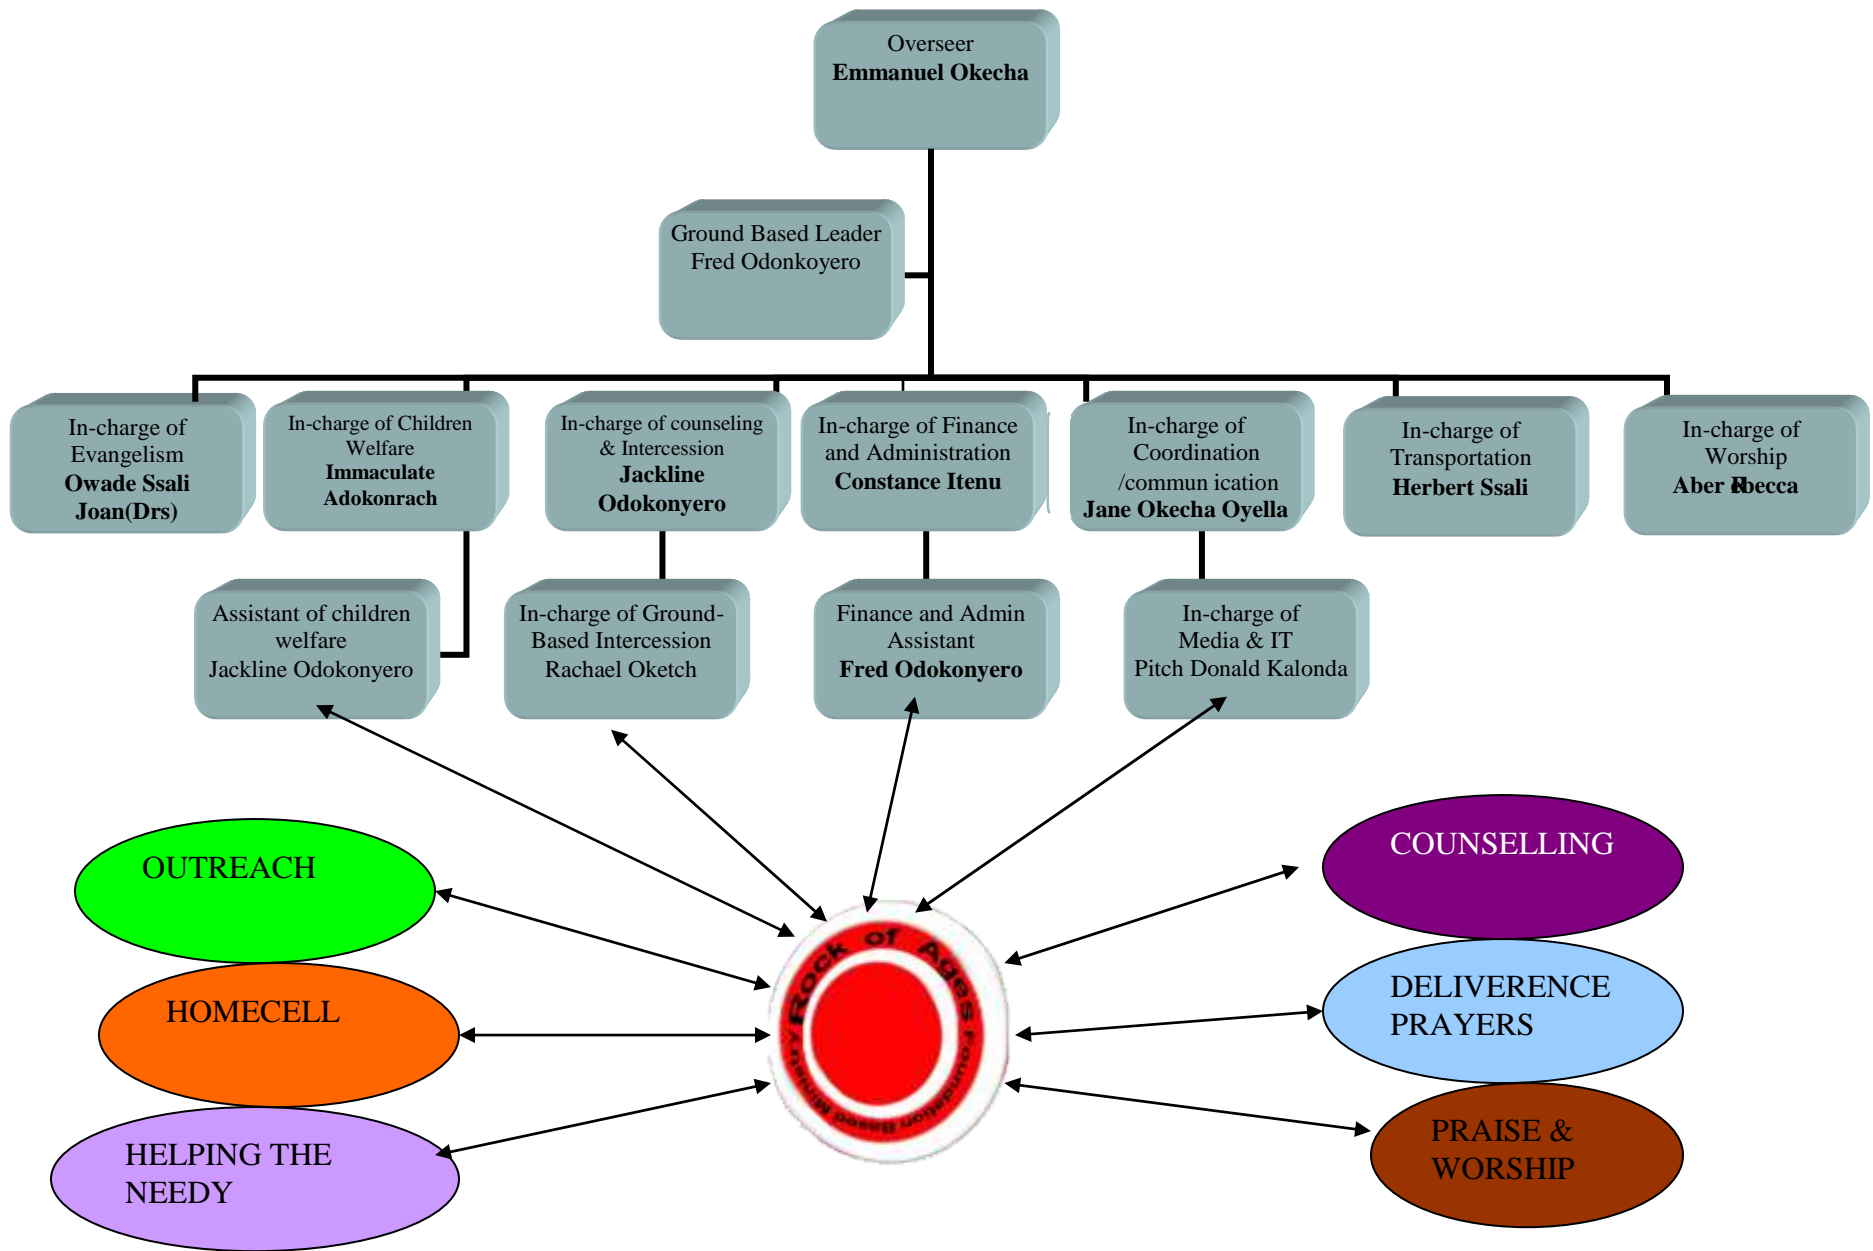 Overseer
Emmanuel Okecha
Ground Based Leader
Fred Odonkoyero
In-charge of
Evangelism
Owade Ssali
Joan(Drs)
In-charge of Children
Welfare
Immaculate
Adokonrach
In-charge of counseling
& Intercession
Jackline
Odokonyero
In-charge of Finance
and Administration
Constance Itenu
In-charge of
Coordination
/commun ication
Jane Okecha Oyella
In-charge of
Transportation
Herbert Ssali
In-charge of
Worship
Aber
Assistant of children
welfare
Jackline Odokonyero
In-charge of Ground-
Based Intercession
Rachael Oketch
Finance and Admin
Assistant
Fred Odokonyero
In-charge of
Media & IT
Pitch Donald Kalonda
OUTREACH
HOMECELL
HELPING THE
NEEDY
Rock of Ages Foundation Based Ministry
COUNSELLING
DELIVERENCE
PRAYERS
PRAISE &
WORSHIP